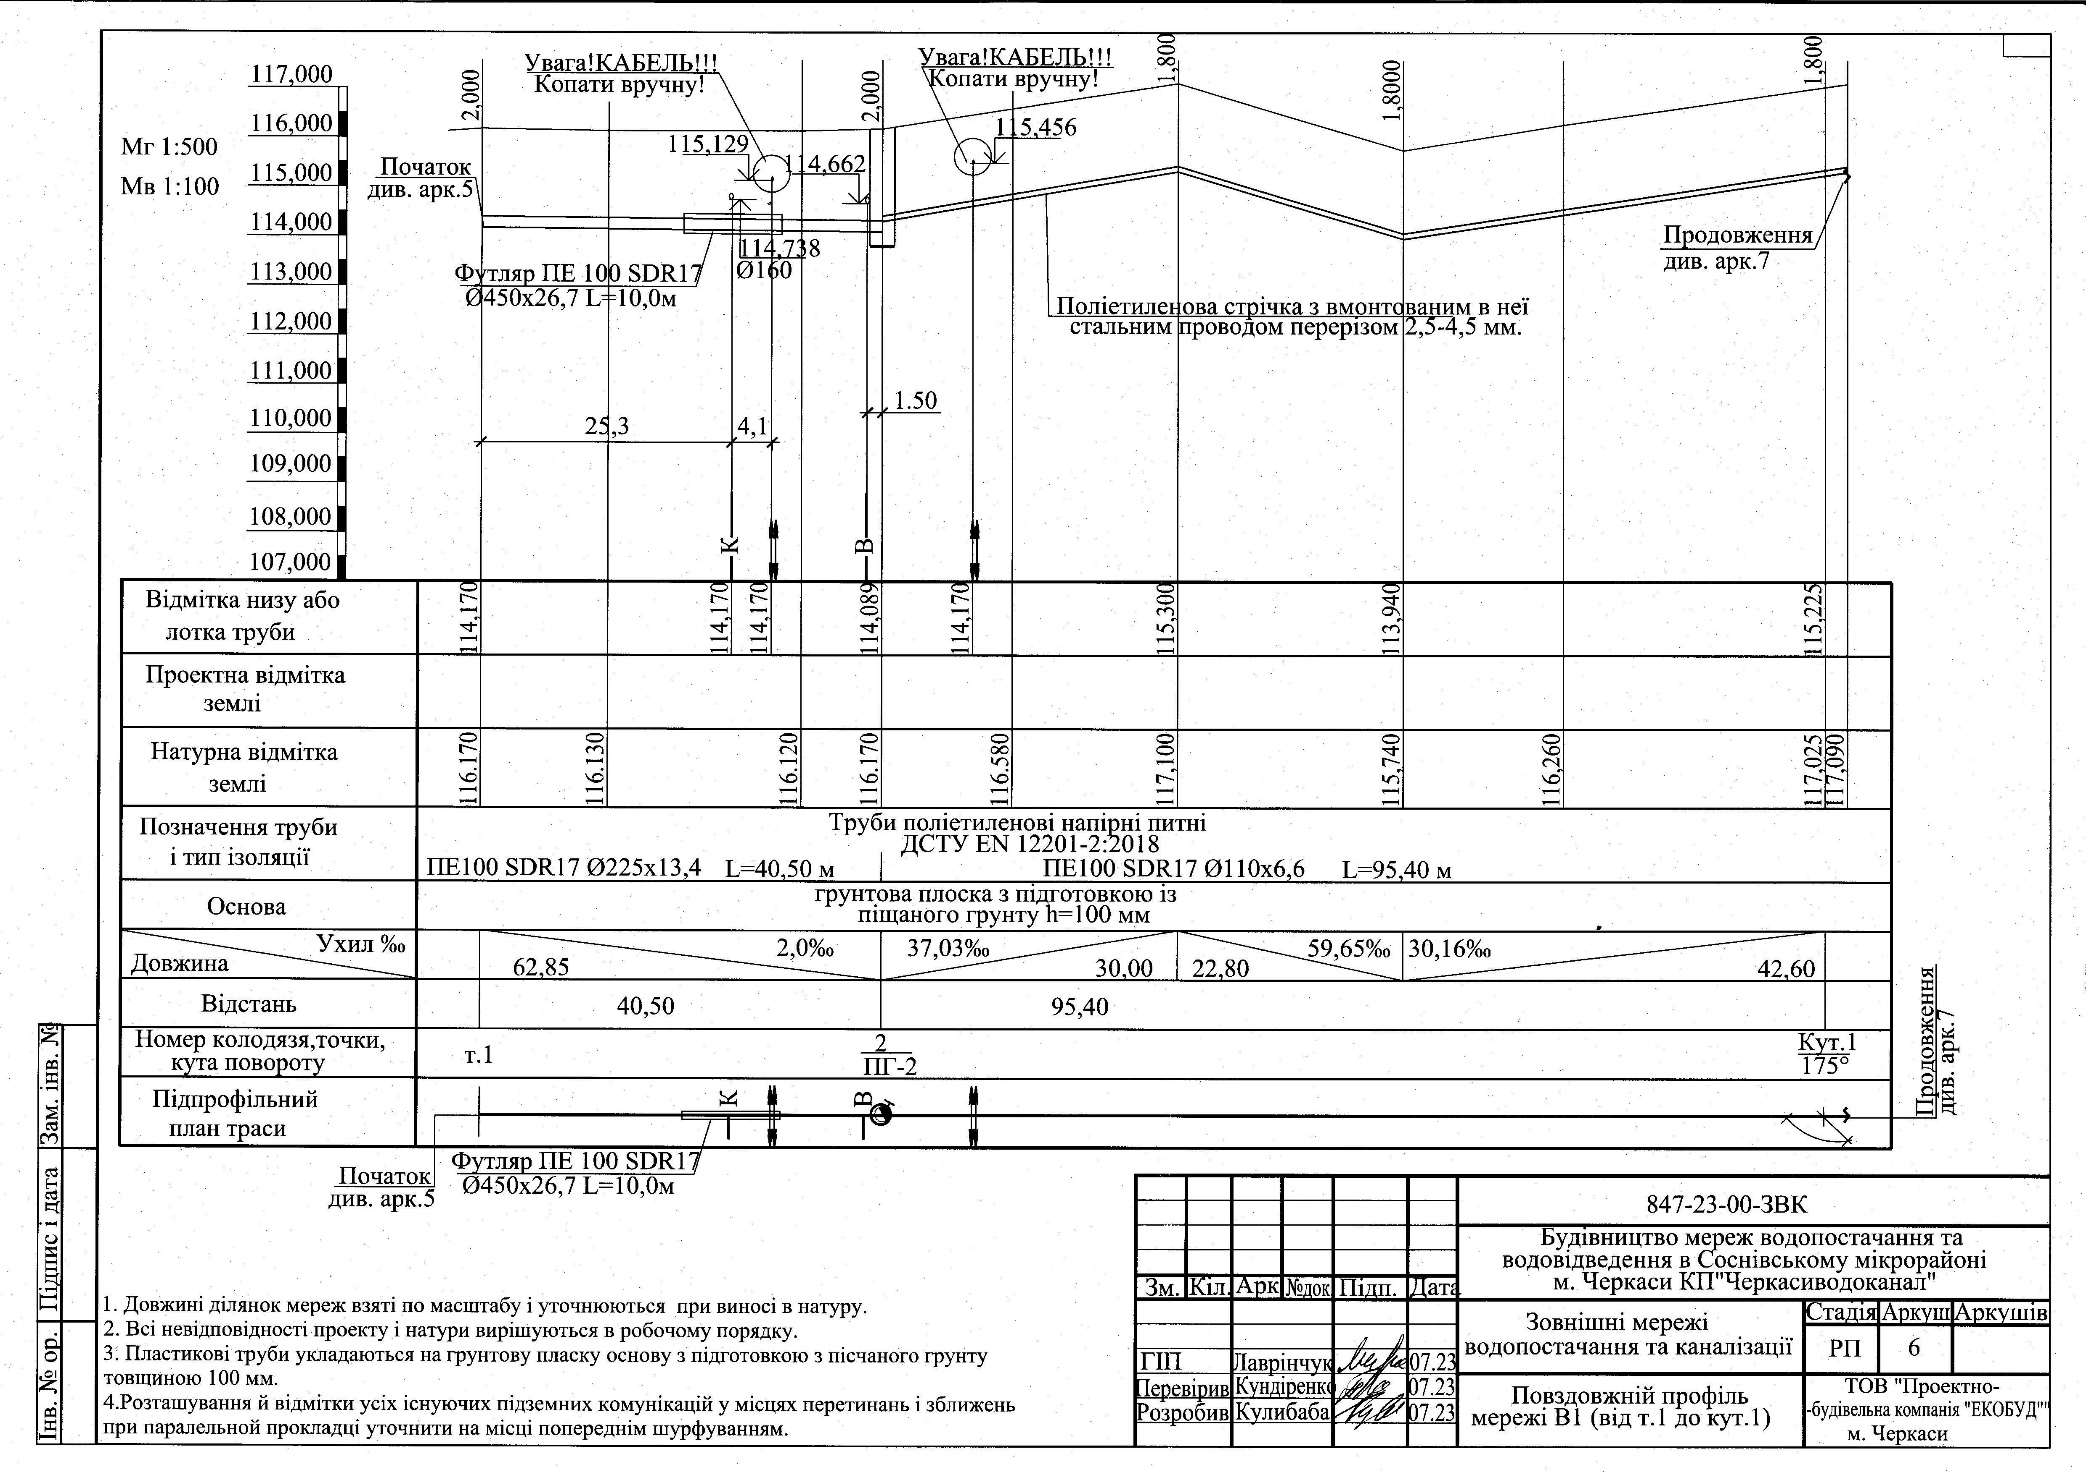 117,000
116,000
115,000
114,000
113,000
112,000
111,000
110,000
109,000
108,000
107,000
Мг 1:500
Мв 1:100
2,000
Увага!КАБЕЛЬ!!!
Копати вручну!
2,000
Увага!КАБЕЛЬ!!!
Копати вручну!
1,800
1,8000
1,800
Початок
див. арк.5
115,129
114,662
115,456
114,738
Ø160
Футляр ПЕ 100 SDR17
Ø450х26,7 L=10,0м
Продовження
див. арк.7
Поліетиленова стрічка з вмонтованим в неї
стальним проводом перерізом 2,5-4,5 мм.
25,3
4,1
1.50
К
В
Відмітка низу або
лотка труби
114,170
114,170
114,170
114,089
114,170
115,300
113,940
115,225
Проектна відмітка
землі
Натурна відмітка
землі
116.170
116.130
116.120
116.170
116.580
117.100
115,740
116,260
117,025
117,090
Позначення труби
і тип ізоляції
Труби поліетиленові напірні питні
ДСТУ EN 12201-2:2018
ПЕ100 SDR17 Ø225х13,4 L=40,50 м
ПЕ100 SDR17 Ø110х6,6 L=95,40 м
Основа
грунтова плоска з підготовкою із
піщаного грунту h=100 мм
Ухил ‰
Довжина
2,0‰
62,85
37,03‰
30,00
22,80
59,65‰
30,16‰
42,60
Відстань
40,50
95,40
Номер колодязя,точки,
кута повороту
т.1
2
ПГ-2
Кут.1
175°
Підпрофільний
план траси
К
В
Продовження
див. арк.7
Початок
див. арк.5
Футляр ПЕ 100 SDR17
Ø450х26,7 L=10,0м
1. Довжині ділянок мереж взяті по масштабу і уточнюються при виносі в натуру.
2. Всі невідповідності проекту і натури вирішуються в робочому порядку.
3. Пластикові труби укладаються на грунтову пласку основу з підготовкою з пісчаного грунту
товщиною 100 мм.
4.Розташування й відмітки усіх існуючих підземних комунікацій у місцях перетинань і зближень
при паралельной прокладці уточнити на місці попереднім шурфуванням.
Зам. інв. №
Підпис і дата
Інв. № ор.
847-23-00-ЗВК
Будівництво мереж водопостачання та
водовідведення в Соснівському мікрорайоні
м. Черкаси КП"Черкасиводоканал"
Зм. Кіл. Арк №док Підп. Дата
Зовнішні мережі
водопостачання та каналізації
Стадія Аркуш Аркушів
РП 6
ГІП Лаврінчук 07.23
Перевірив Кундіренко 07.23
Розробив Кулибаба 07.23
Повздовжній профіль
мережі В1 (від т.1 до кут.1)
ТОВ "Проектно-
-будівельна компанія "ЕКОБУД""
м. Черкаси